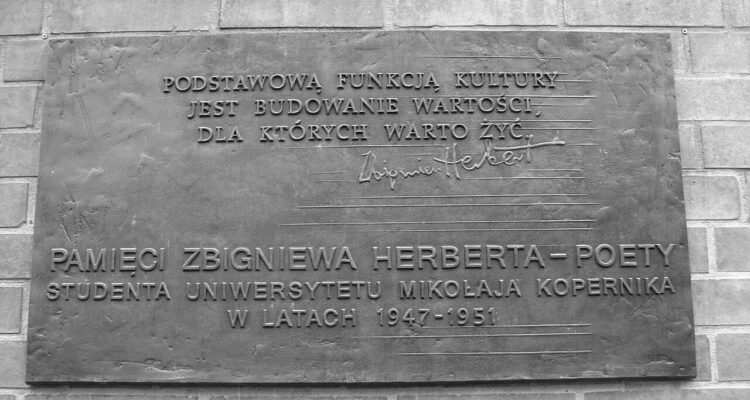 PODSTAWOWĄ FUNKCJĄ KULTURY
JEST BUDOWANIE WARTOŚCI,
DLA KTÓRYCH WARTO ŻYĆ.
Zbigniew Herbert
PAMIĘCI ZBIGNIEWA HERBERTA – POETY
STUDENTA UNIWERSYTETU MIKOŁAJA KOPERNIKA
W LATACH 1947-1951